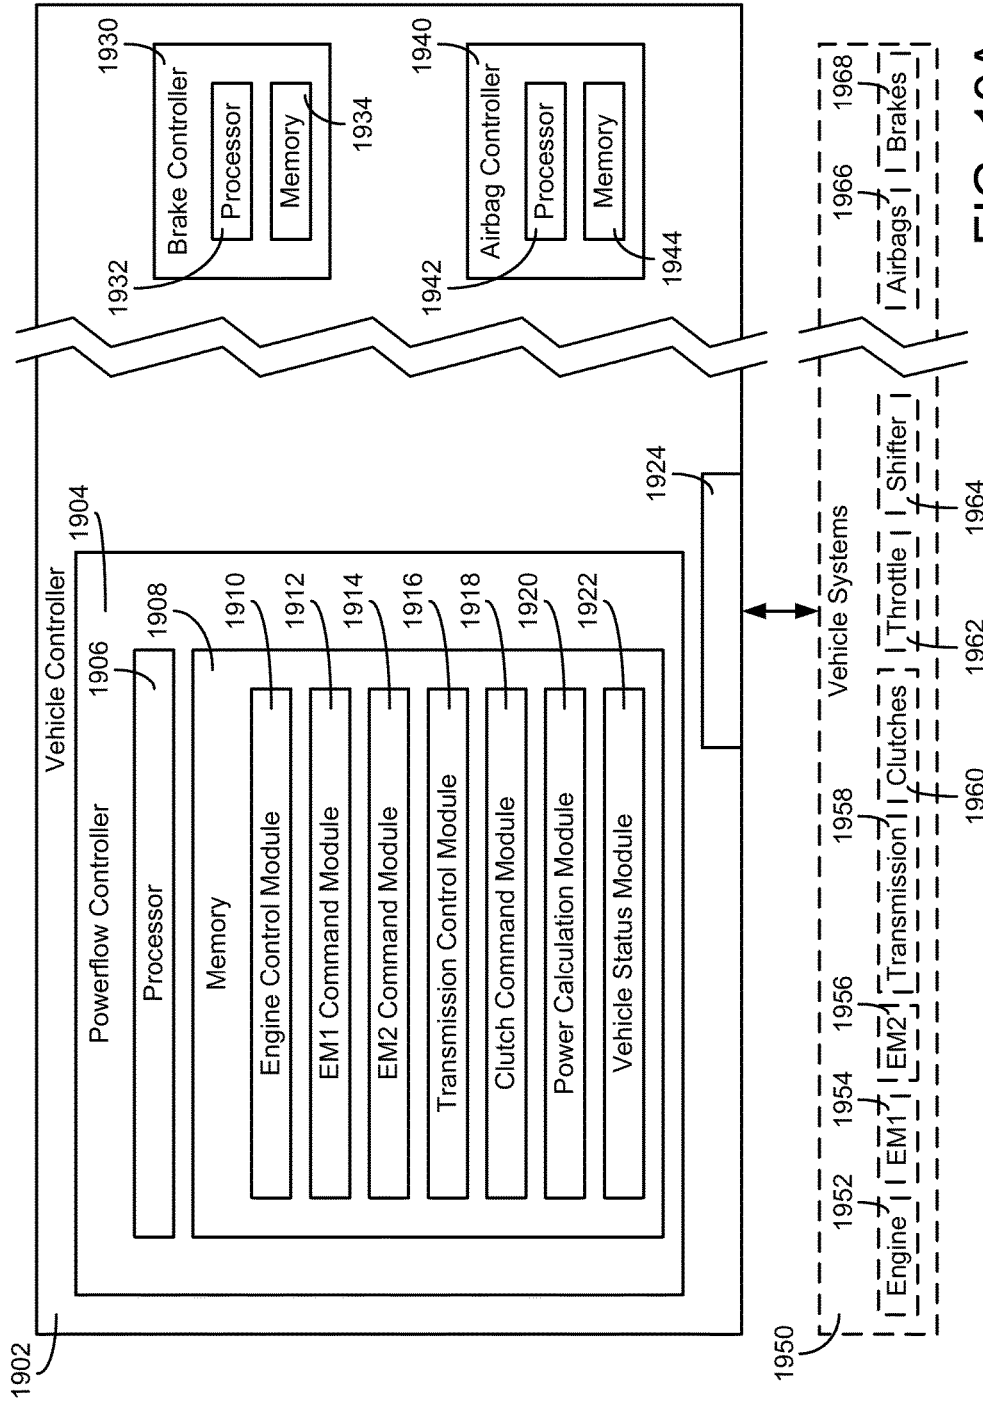 1902
Vehicle Controller
1904
Powerflow Controller
1906
Processor
1908
Memory
1910
Engine Control Module
1912
EM1 Command Module
1914
EM2 Command Module
1916
Transmission Control Module
1918
Clutch Command Module
1920
Power Calculation Module
1922
Vehicle Status Module
1924
1930
Brake Controller
1932
Processor
Memory
1934
1940
Airbag Controller
1942
Processor
Memory
1944
1950
Vehicle Systems
1952
1954
1956
1958
1966
1968
Engine
EM1
EM2
Transmission
Clutches
Throttle
Shifter
Airbags
Brakes
1960
1962
1964